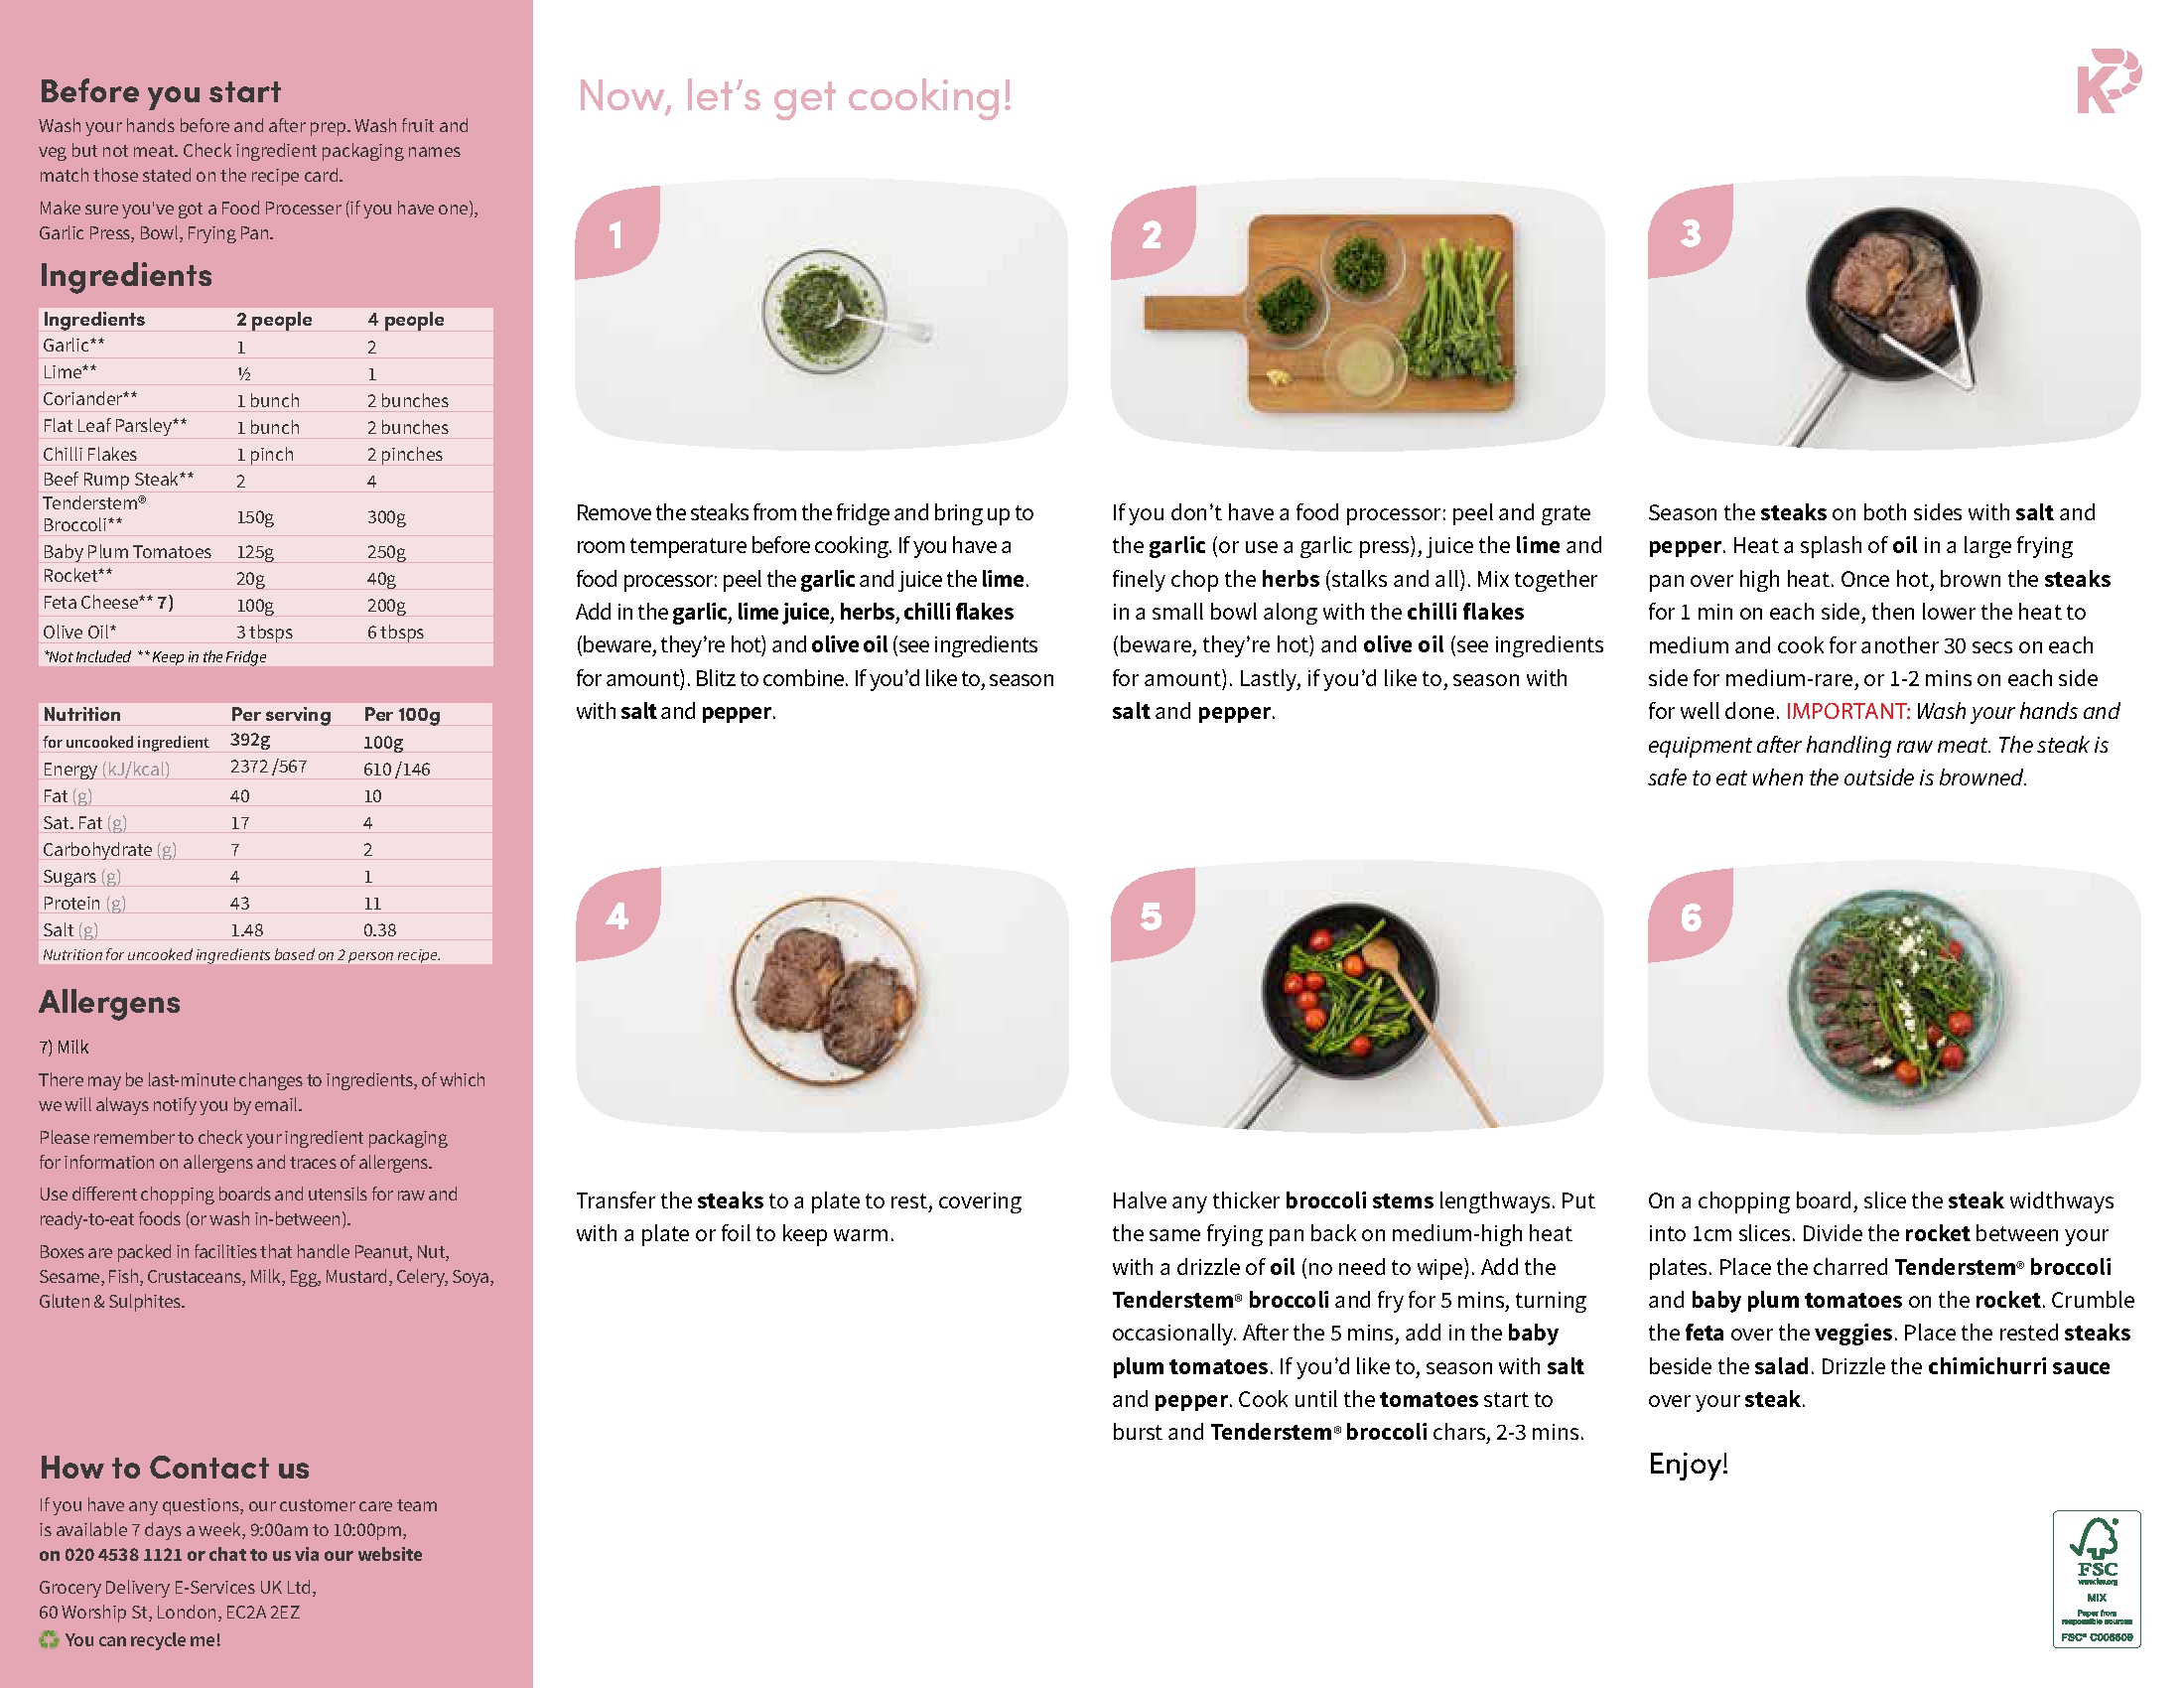 Before you start
Wash your hands before and after prep. Wash fruit and
veg but not meat. Check ingredient packaging names
match those stated on the recipe card.
Make sure you've got a Food Processer (if you have one),
Garlic Press, Bowl, Frying Pan.
Ingredients
Ingredients 2 people 4 people
Garlic** 1 2
Lime** ½ 1
Coriander** 1 bunch 2 bunches
Flat Leaf Parsley** 1 bunch 2 bunches
Chilli Flakes 1 pinch 2 pinches
Beef Rump Steak** 2 4
Tenderstem®
Broccoli** 150g 300g
Baby Plum Tomatoes 125g 250g
Rocket** 20g 40g
Feta Cheese** 7) 100g 200g
Olive Oil* 3 tbsps 6 tbsps
*Not Included ** Keep in the Fridge
Nutrition Per serving Per 100g
for uncooked ingredient 392g 100g
Energy (kJ/kcal) 2372 /567 610 /146
Fat (g) 40 10
Sat. Fat (g) 17 4
Carbohydrate (g) 7 2
Sugars (g) 4 1
Protein (g) 43 11
Salt (g) 1.48 0.38
Nutrition for uncooked ingredients based on 2 person recipe.
Allergens
7) Milk
There may be last-minute changes to ingredients, of which
we will always notify you by email.
Please remember to check your ingredient packaging
for information on allergens and traces of allergens.
Use different chopping boards and utensils for raw and
ready-to-eat foods (or wash in-between).
Boxes are packed in facilities that handle Peanut, Nut,
Sesame, Fish, Crustaceans, Milk, Egg, Mustard, Celery, Soya,
Gluten & Sulphites.
How to Contact us
If you have any questions, our customer care team
is available 7 days a week, 9:00am to 10:00pm,
on 020 4538 1121 or chat to us via our website
Grocery Delivery E-Services UK Ltd,
60 Worship St, London, EC2A 2EZ
You can recycle me!
Now, let's get cooking!
K
1
Remove the steaks from the fridge and bring up to
room temperature before cooking. If you have a
food processor: peel the garlic and juice the lime.
Add in the garlic, lime juice, herbs, chilli flakes
(beware, they're hot) and olive oil (see ingredients
for amount). Blitz to combine. If you'd like to, season
with salt and pepper.
2
If you don't have a food processor: peel and grate
the garlic (or use a garlic press), juice the lime and
finely chop the herbs (stalks and all). Mix together
in a small bowl along with the chilli flakes
(beware, they're hot) and olive oil (see ingredients
for amount). Lastly, if you'd like to, season with
salt and pepper.
3
Season the steaks on both sides with salt and
pepper. Heat a splash of oil in a large frying
pan over high heat. Once hot, brown the steaks
for 1 min on each side, then lower the heat to
medium and cook for another 30 secs on each
side for medium-rare, or 1-2 mins on each side
for well done. IMPORTANT: Wash your hands and
equipment after handling raw meat. The steak is
safe to eat when the outside is browned.
4
Transfer the steaks to a plate to rest, covering
with a plate or foil to keep warm.
5
Halve any thicker broccoli stems lengthways. Put
the same frying pan back on medium-high heat
with a drizzle of oil (no need to wipe). Add the
Tenderstem® broccoli and fry for 5 mins, turning
occasionally. After the 5 mins, add in the baby
plum tomatoes. If you'd like to, season with salt
and pepper. Cook until the tomatoes start to
burst and Tenderstem® broccoli chars, 2-3 mins.
6
On a chopping board, slice the steak widthways
into 1cm slices. Divide the rocket between your
plates. Place the charred Tenderstem® broccoli
and baby plum tomatoes on the rocket. Crumble
the feta over the veggies. Place the rested steaks
beside the salad. Drizzle the chimichurri sauce
over your steak.
Enjoy!
FSC
www.fsc.org
MIX
Paper from
responsible sources
FSC® C006509